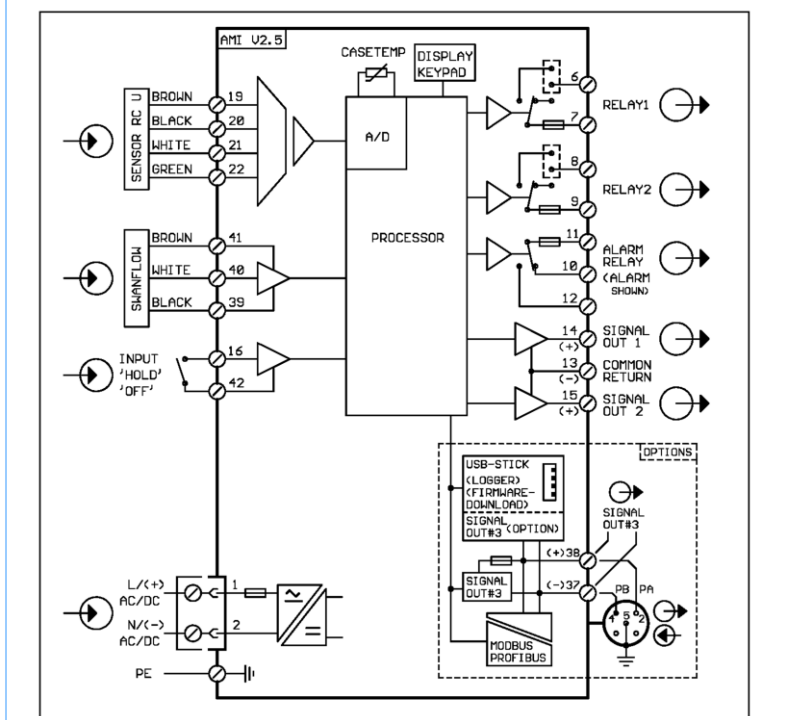 AMI V2.5
CASETEMP
DISPLAY
KEYPAD
SENSOR RC U
BROWN 19
BLACK 20
WHITE 21
GREEN 22
A/D
PROCESSOR
6
7
RELAY1
8
9
RELAY2
SWANFLOW
BROWN 41
WHITE 40
BLACK 39
11
10
12
ALARM
RELAY
(ALARM
SHOWN)
INPUT
'HOLD'
'OFF'
16
42
14
(+)
SIGNAL
OUT 1
13
(-)
COMMON
RETURN
15
(+)
SIGNAL
OUT 2
OPTIONS
USB-STICK
(LOGGER)
(FIRMWARE-
DOWNLOAD)
SIGNAL
OUT#3 (OPTION)
SIGNAL
OUT#3
(+)38
SIGNAL
OUT#3
(-)37
PB PA
4 5 2
MODBUS
PROFIBUS
L/(+)
AC/DC
1
N/(-)
AC/DC
2
PE